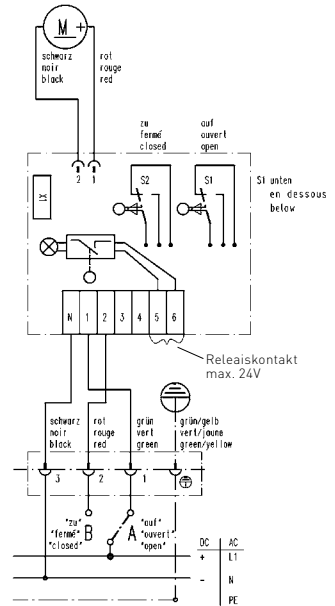 M +
schwarz
noir
black
rot
rouge
red
2 1
zu
fermé
closed
auf
ouvert
open
S1 unten
en dessous
below
X1
S2
S1
N 1 2 3 4 5 6
Releaiskontakt
max. 24V
schwarz
noir
black
rot
rouge
red
grün
vert
green
grün/gelb
vert/jaune
green/yellow
3 2 1
"zu"
"fermé"
"closed"
B A
"auf"
"ouvert"
"open"
DC AC
+ L1
- N
PE